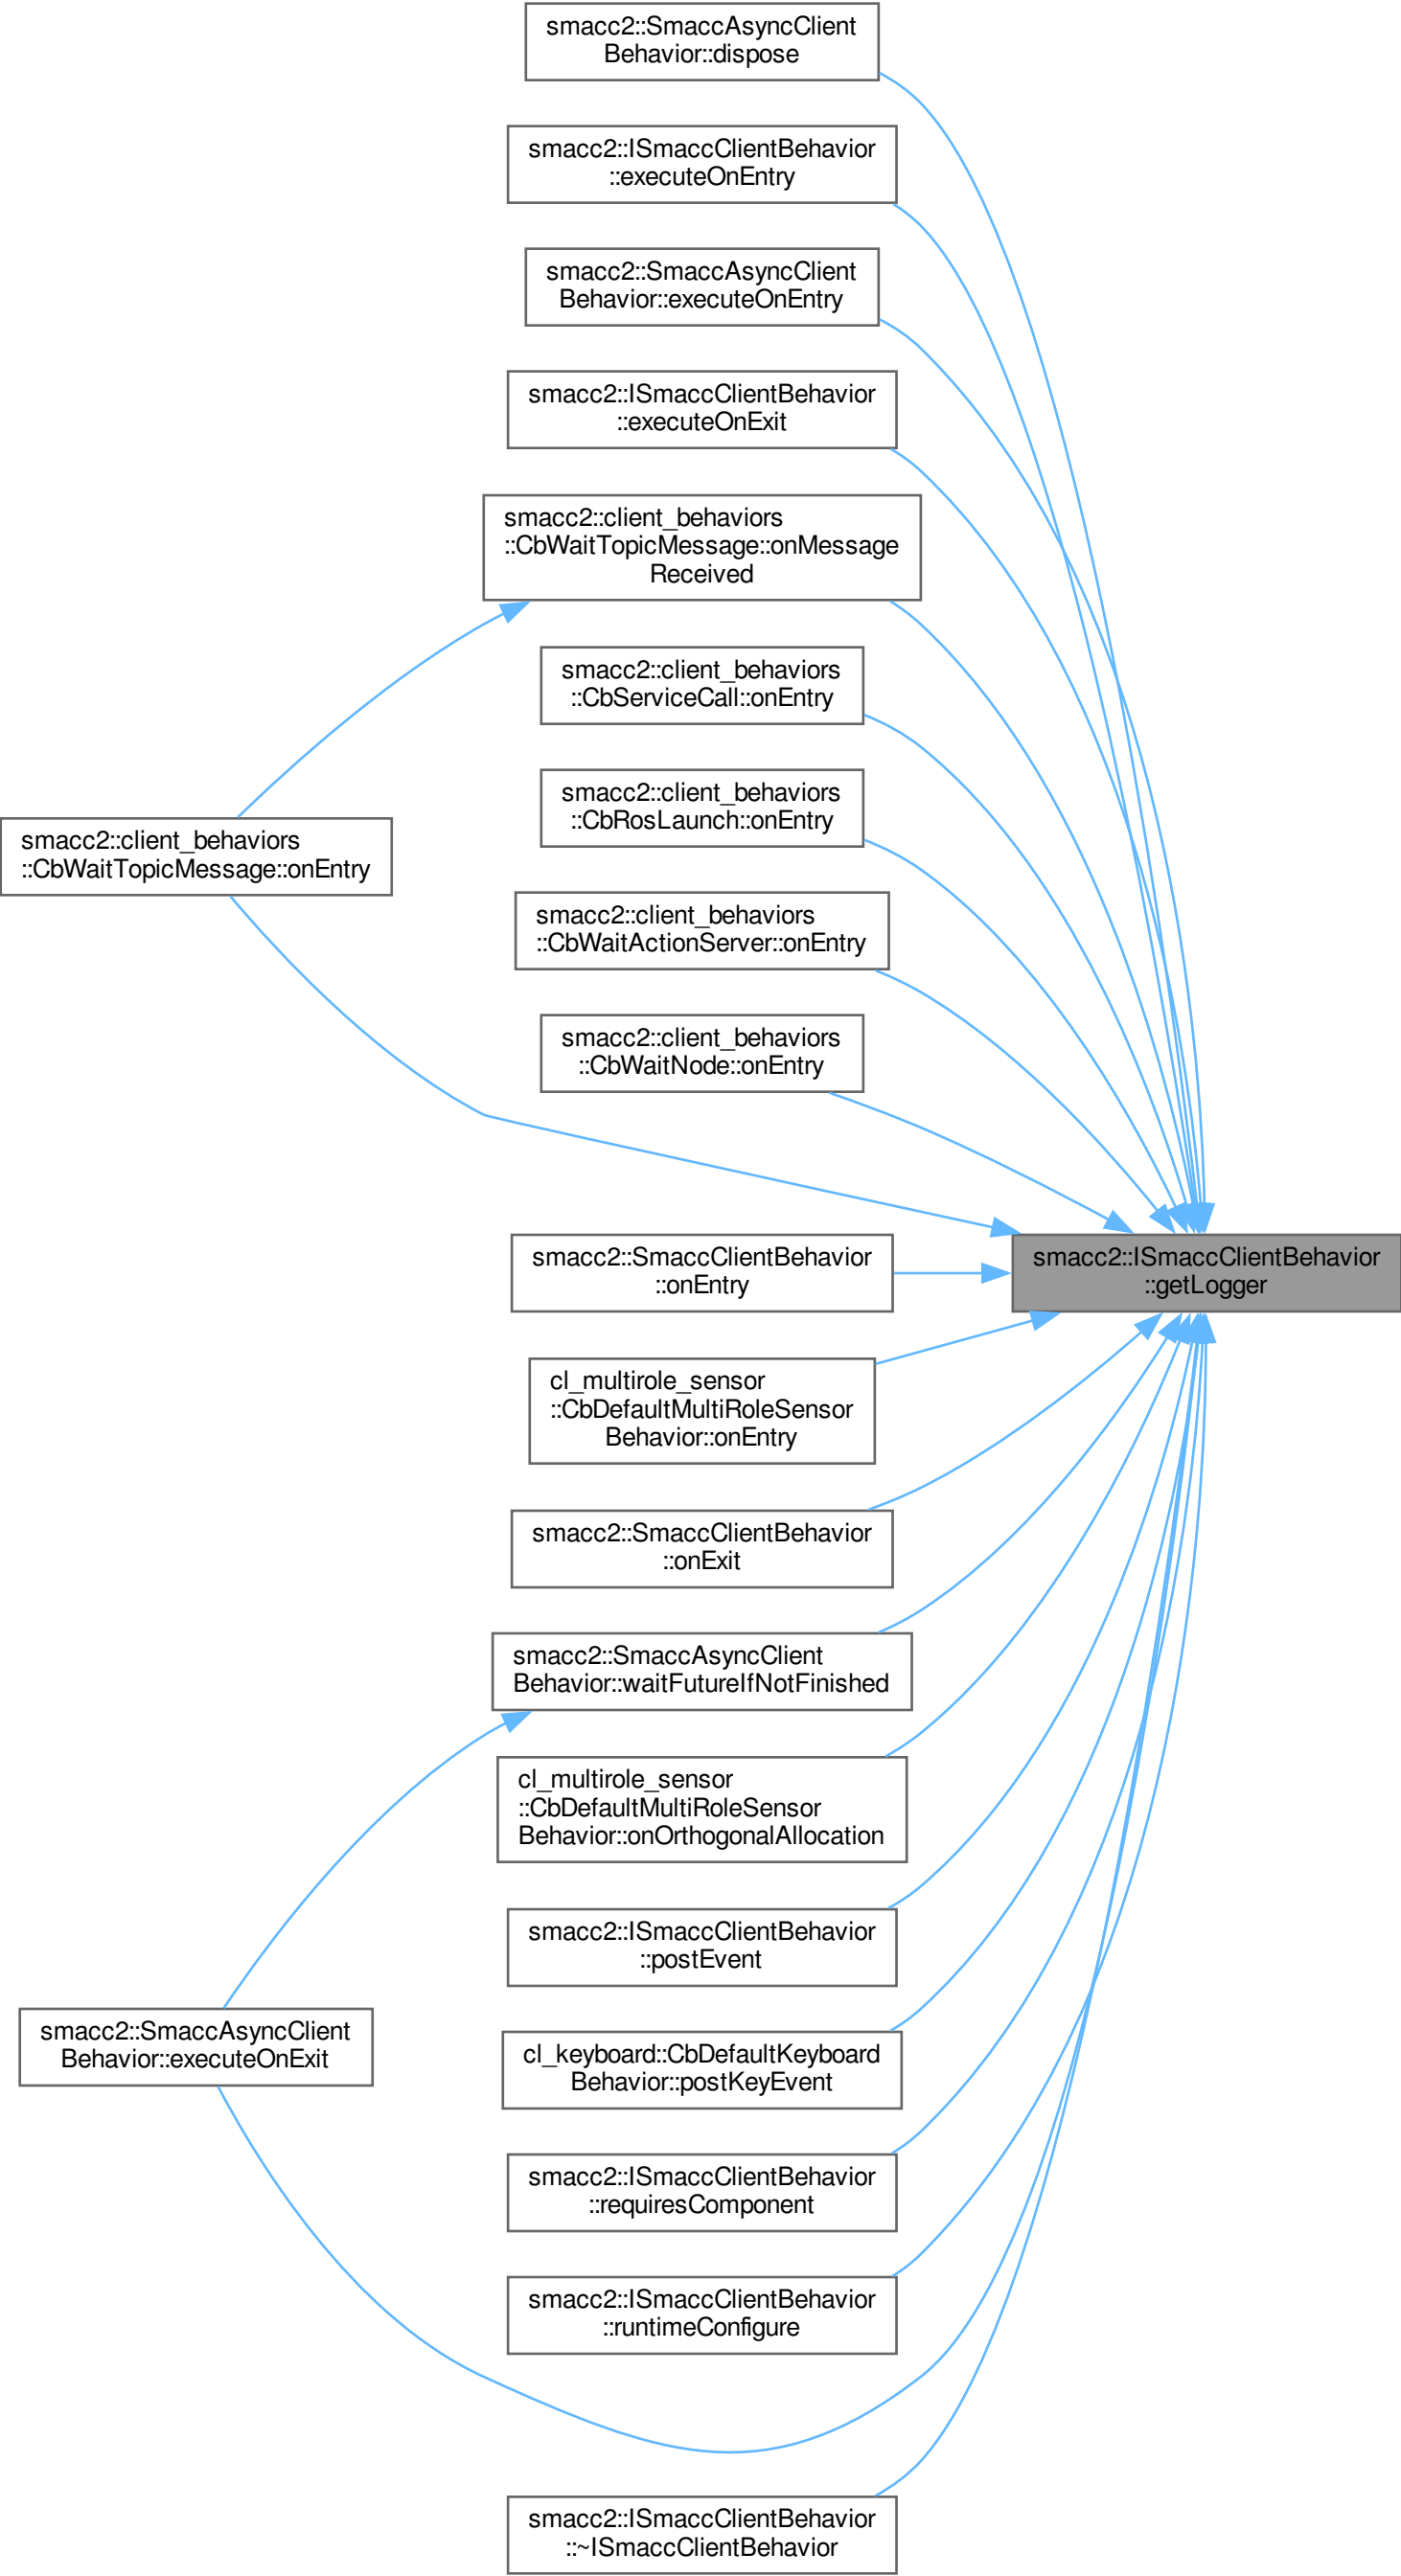 smacc2::SmaccAsyncClient
Behavior::dispose
smacc2::ISmaccClientBehavior
::executeOnEntry
smacc2::SmaccAsyncClient
Behavior::executeOnEntry
smacc2::ISmaccClientBehavior
::executeOnExit
smacc2::client_behaviors
::CbWaitTopicMessage::onMessage
Received
smacc2::client_behaviors
::CbServiceCall::onEntry
smacc2::client_behaviors
::CbRosLaunch::onEntry
smacc2::client_behaviors
::CbWaitTopicMessage::onEntry
smacc2::client_behaviors
::CbWaitActionServer::onEntry
smacc2::client_behaviors
::CbWaitNode::onEntry
smacc2::SmaccClientBehavior
::onEntry
smacc2::ISmaccClientBehavior
::getLogger
cl_multirole_sensor
::CbDefaultMultiRoleSensor
Behavior::onEntry
smacc2::SmaccClientBehavior
::onExit
smacc2::SmaccAsyncClient
Behavior::waitFutureIfNotFinished
cl_multirole_sensor
::CbDefaultMultiRoleSensor
Behavior::onOrthogonalAllocation
smacc2::ISmaccClientBehavior
::postEvent
smacc2::SmaccAsyncClient
Behavior::executeOnExit
cl_keyboard::CbDefaultKeyboard
Behavior::postKeyEvent
smacc2::ISmaccClientBehavior
::requiresComponent
smacc2::ISmaccClientBehavior
::runtimeConfigure
smacc2::ISmaccClientBehavior
::~ISmaccClientBehavior